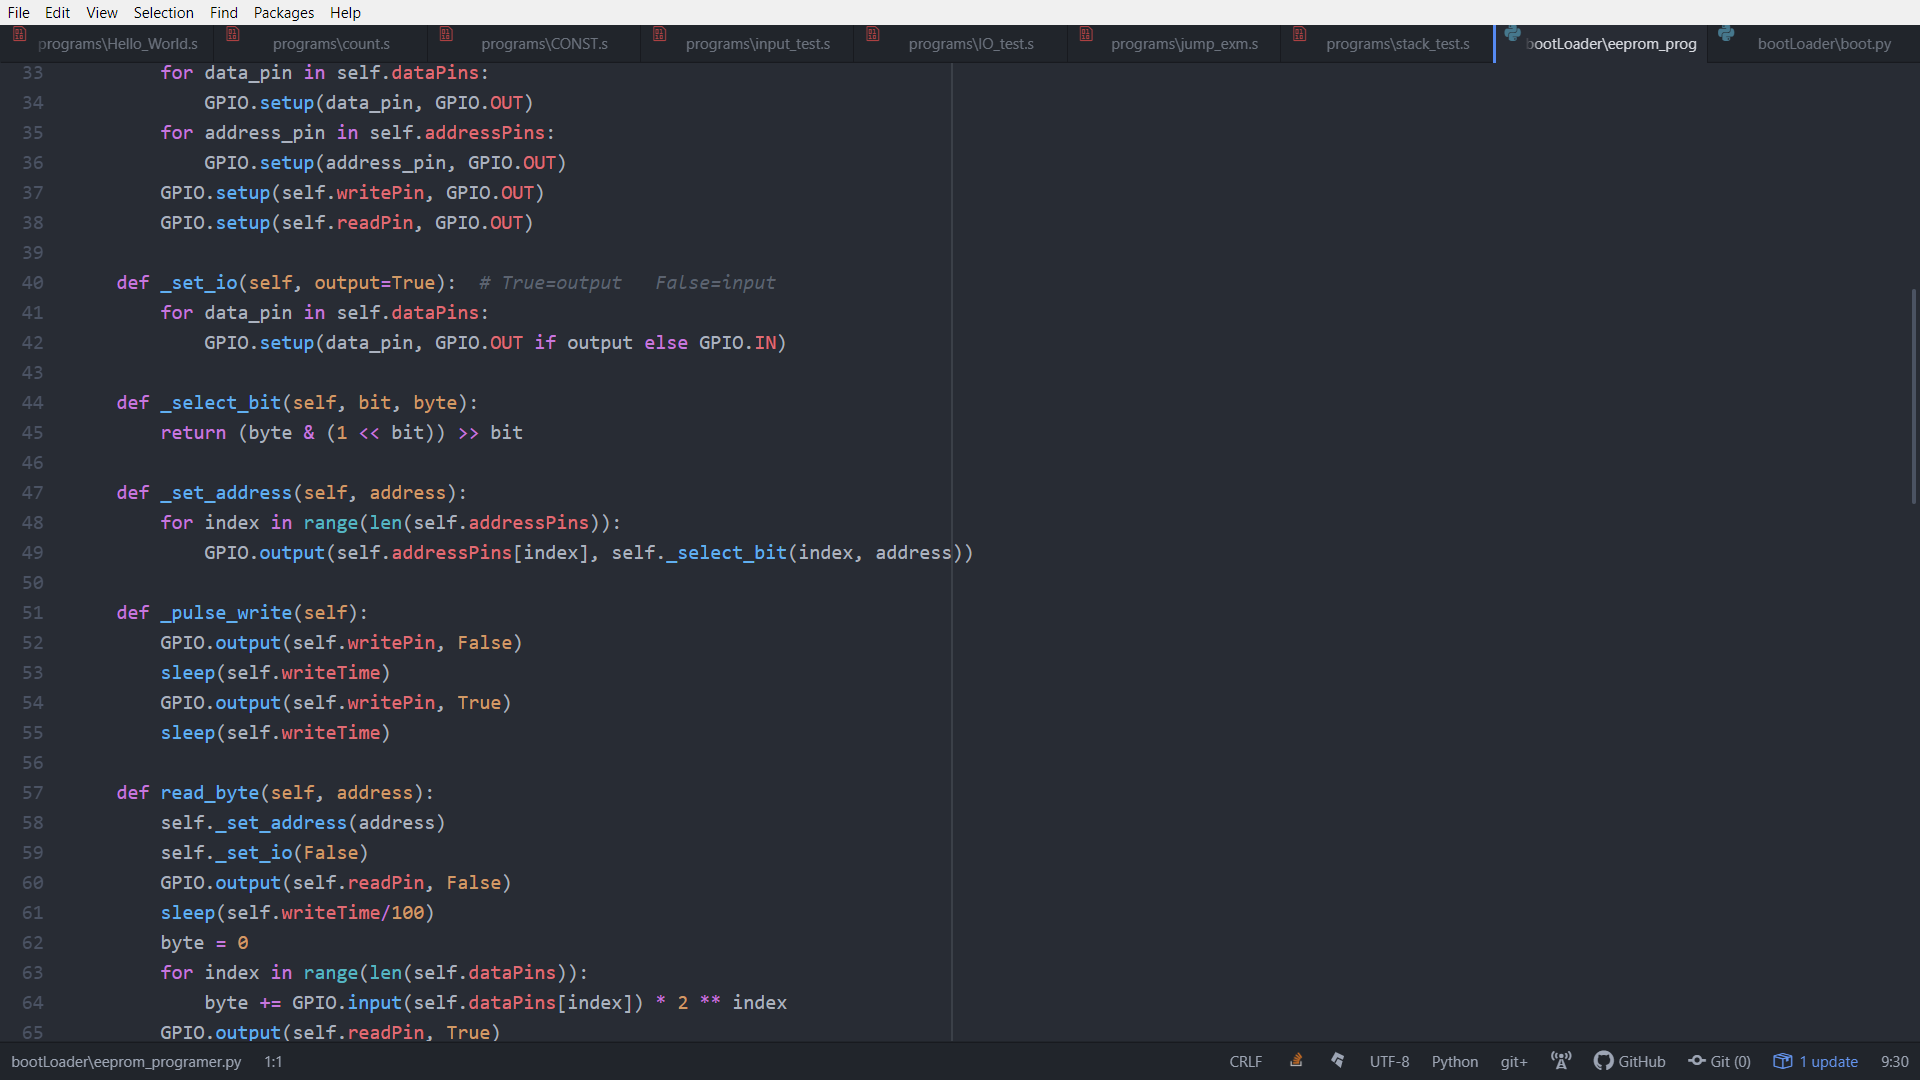 File Edit View Selection Find Packages Help
programs\Hello_World.s programs\count.s programs\CONST.s programs\input_test.s programs\IO_test.s programs\jump_exm.s programs\stack_test.s bootLoader\eeprom_prog bootLoader\boot.py
33 for data_pin in self.dataPins:
34 GPIO.setup(data_pin, GPIO.OUT)
35 for address_pin in self.addressPins:
36 GPIO.setup(address_pin, GPIO.OUT)
37 GPIO.setup(self.writePin, GPIO.OUT)
38 GPIO.setup(self.readPin, GPIO.OUT)
39
40 def _set_io(self, output=True):  # True=output   False=input
41 for data_pin in self.dataPins:
42 GPIO.setup(data_pin, GPIO.OUT if output else GPIO.IN)
43
44 def _select_bit(self, bit, byte):
45 return (byte & (1 << bit)) >> bit
46
47 def _set_address(self, address):
48 for index in range(len(self.addressPins)):
49 GPIO.output(self.addressPins[index], self._select_bit(index, address))
50
51 def _pulse_write(self):
52 GPIO.output(self.writePin, False)
53 sleep(self.writeTime)
54 GPIO.output(self.writePin, True)
55 sleep(self.writeTime)
56
57 def read_byte(self, address):
58 self._set_address(address)
59 self._set_io(False)
60 GPIO.output(self.readPin, False)
61 sleep(self.writeTime/100)
62 byte = 0
63 for index in range(len(self.dataPins)):
64 byte += GPIO.input(self.dataPins[index]) * 2 ** index
65 GPIO.output(self.readPin, True)
bootLoader\eeprom_programer.py 1:1 CRLF UTF-8 Python git+ GitHub Git (0) 1 update 9:30